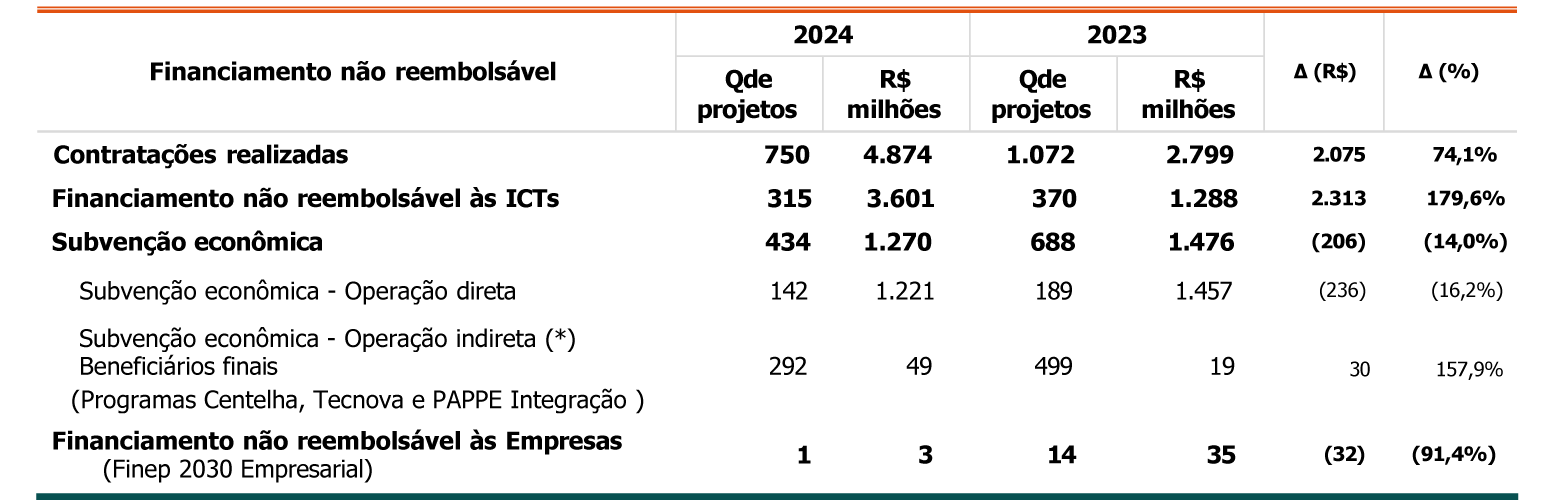 Financiamento não reembolsável 2024 2023 Δ (R$) Δ (%)
Qde projetos R$ milhões Qde projetos R$ milhões
Contratações realizadas 750 4.874 1.072 2.799 2.075 74,1%
Financiamento não reembolsável às ICTs 315 3.601 370 1.288 2.313 179,6%
Subvenção econômica 434 1.270 688 1.476 (206) (14,0%)
Subvenção econômica - Operação direta 142 1.221 189 1.457 (236) (16,2%)
Subvenção econômica - Operação indireta (*)
Beneficiários finais 292 49 499 19 30 157,9%
(Programas Centelha, Tecnova e PAPPE Integração )
Financiamento não reembolsável às Empresas 1 3 14 35 (32) (91,4%)
(Finep 2030 Empresarial)